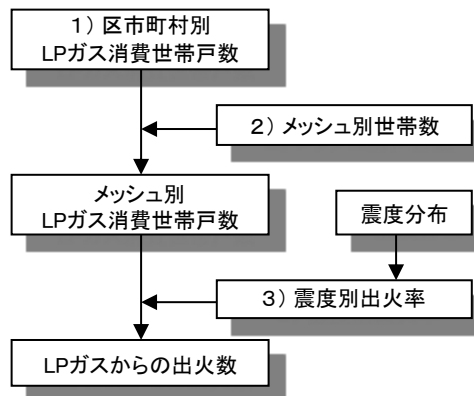 １）区市町村別
LPガス消費世帯戸数
２）メッシュ別世帯数
メッシュ別
LPガス消費世帯戸数
震度分布
３）震度別出火率
LPガスからの出火数